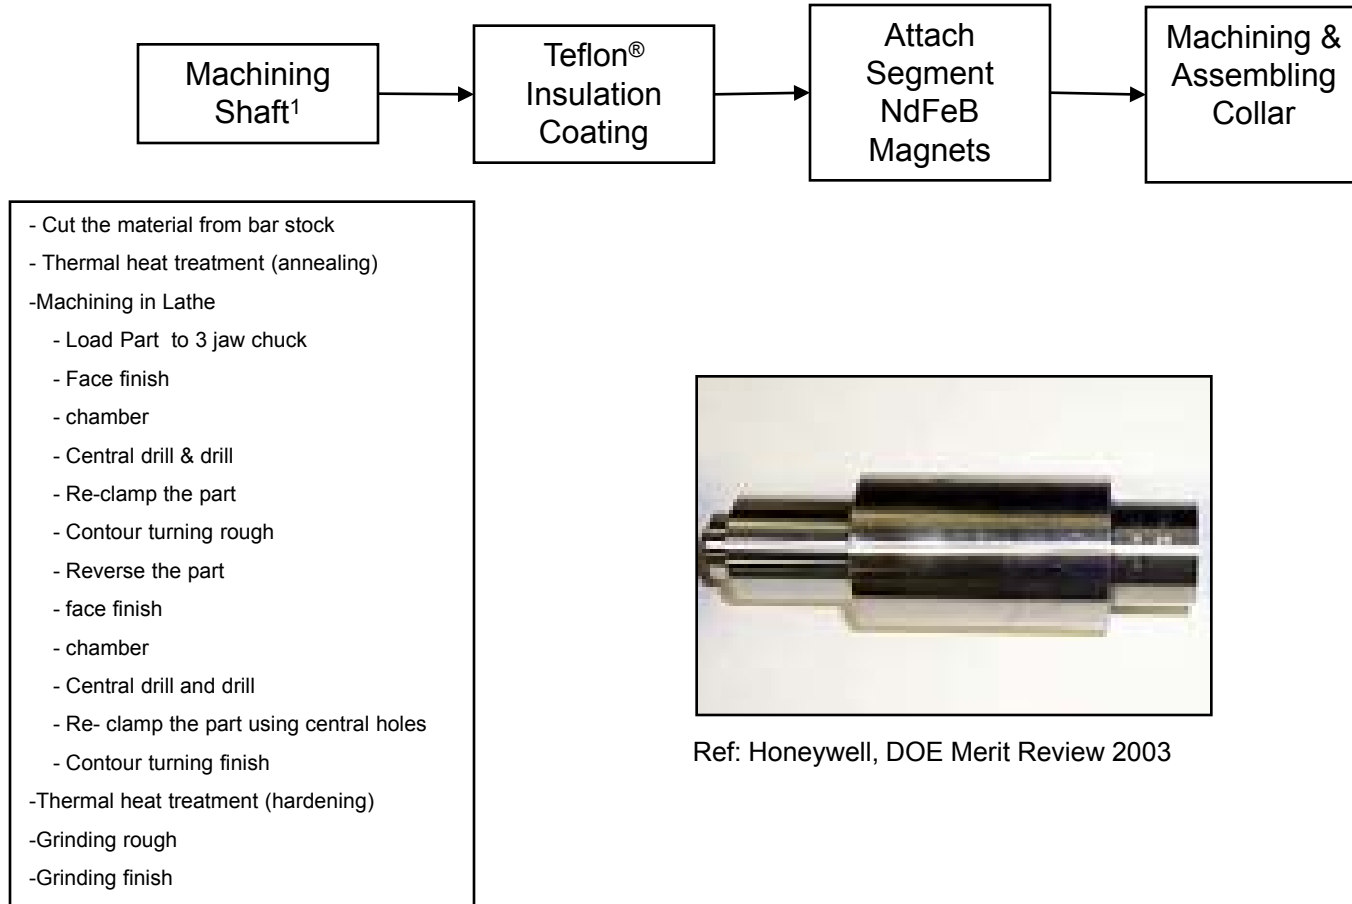 Machining
Shaft¹
Teflon®
Insulation
Coating
Attach
Segment
NdFeB
Magnets
Machining &
Assembling
Collar
- Cut the material from bar stock
- Thermal heat treatment (annealing)
-Machining in Lathe
- Load Part to 3 jaw chuck
- Face finish
- chamber
- Central drill & drill
- Re-clamp the part
- Contour turning rough
- Reverse the part
- face finish
- chamber
- Central drill and drill
- Re- clamp the part using central holes
- Contour turning finish
-Thermal heat treatment (hardening)
-Grinding rough
-Grinding finish
Ref: Honeywell, DOE Merit Review 2003